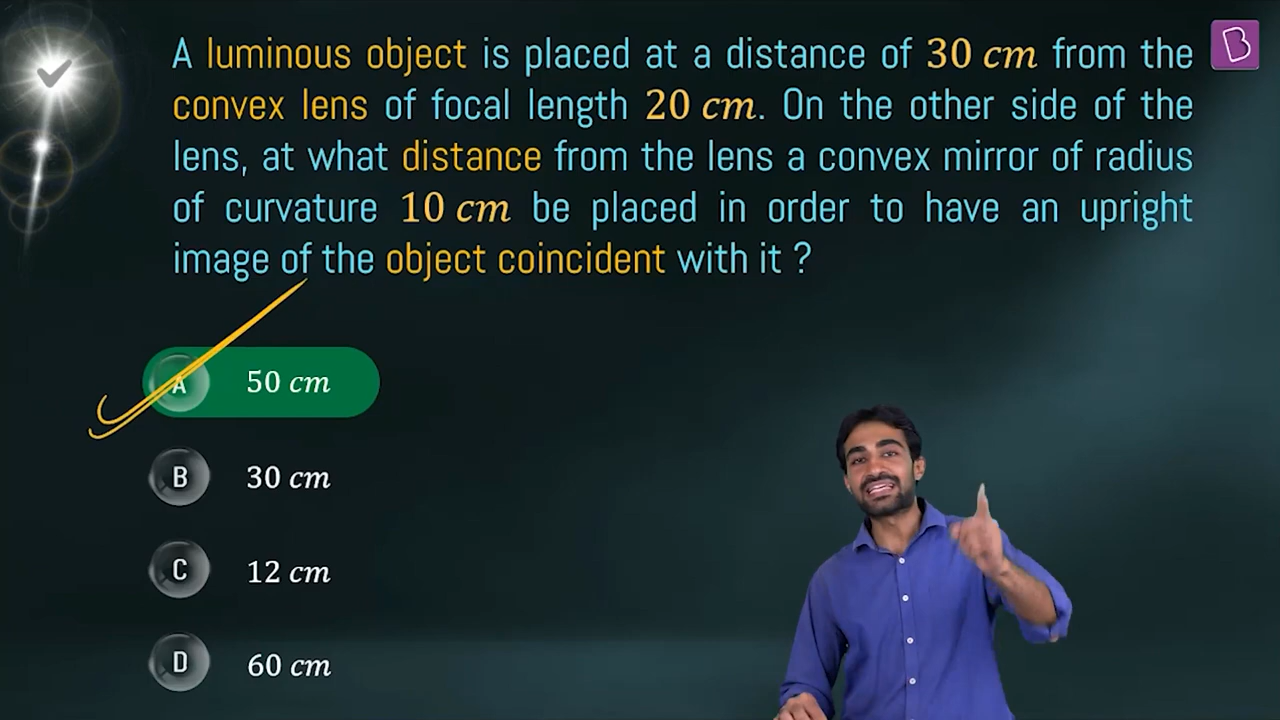 A luminous object is placed at a distance of 30 cm from the
convex lens of focal length 20 cm. On the other side of the
lens, at what distance from the lens a convex mirror of radius
of curvature 10 cm be placed in order to have an upright
image of the object coincident with it ?
B
A 50 cm
B 30 cm
C 12 cm
D 60 cm